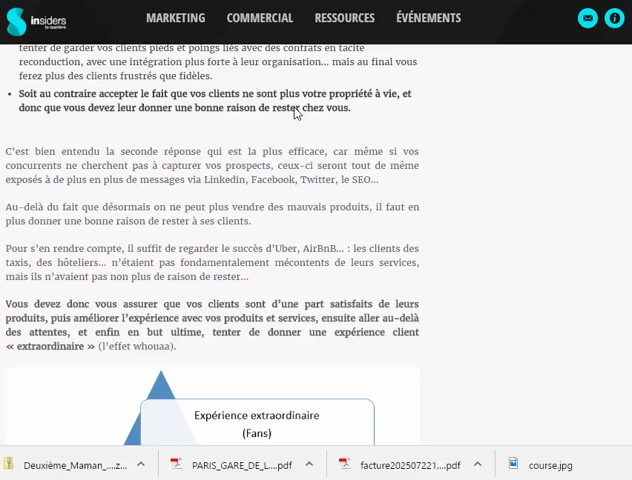 insiders
by appvizer
MARKETING COMMERCIAL RESSOURCES ÉVÉNEMENTS
tenter de garder vos clients pieds et poings liés avec des contrats en tacite
reconduction, avec une intégration plus forte à leur organisation… mais au final vous
ferez plus des clients frustrés que fidèles.
• Soit au contraire accepter le fait que vos clients ne sont plus votre propriété à vie, et
donc que vous devez leur donner une bonne raison de rester chez vous.
C'est bien entendu la seconde réponse qui est la plus efficace, car même si vos
concurrents ne cherchent pas à capturer vos prospects, ceux-ci seront tout de même
exposés à de plus en plus de messages via Linkedin, Facebook, Twitter, le SEO…
Au-delà du fait que désormais on ne peut plus vendre des mauvais produits, il faut en
plus donner une bonne raison de rester à ses clients.
Pour s'en rendre compte, il suffit de regarder le succès d'Uber, AirBnB… : les clients des
taxis, des hôteliers… n'étaient pas fondamentalement mécontents de leurs services,
mais ils n'avaient pas non plus de raison de rester…
Vous devez donc vous assurer que vos clients sont d'une part satisfaits de leurs
produits, puis améliorer l'expérience avec vos produits et services, ensuite aller au-delà
des attentes, et enfin en but ultime, tenter de donner une expérience client
« extraordinaire » (l'effet whouaa).
Expérience extraordinaire
(Fans)
Deuxième_Maman_....z... PARIS_GARE_DE_L....pdf facture202507221....pdf course.jpg